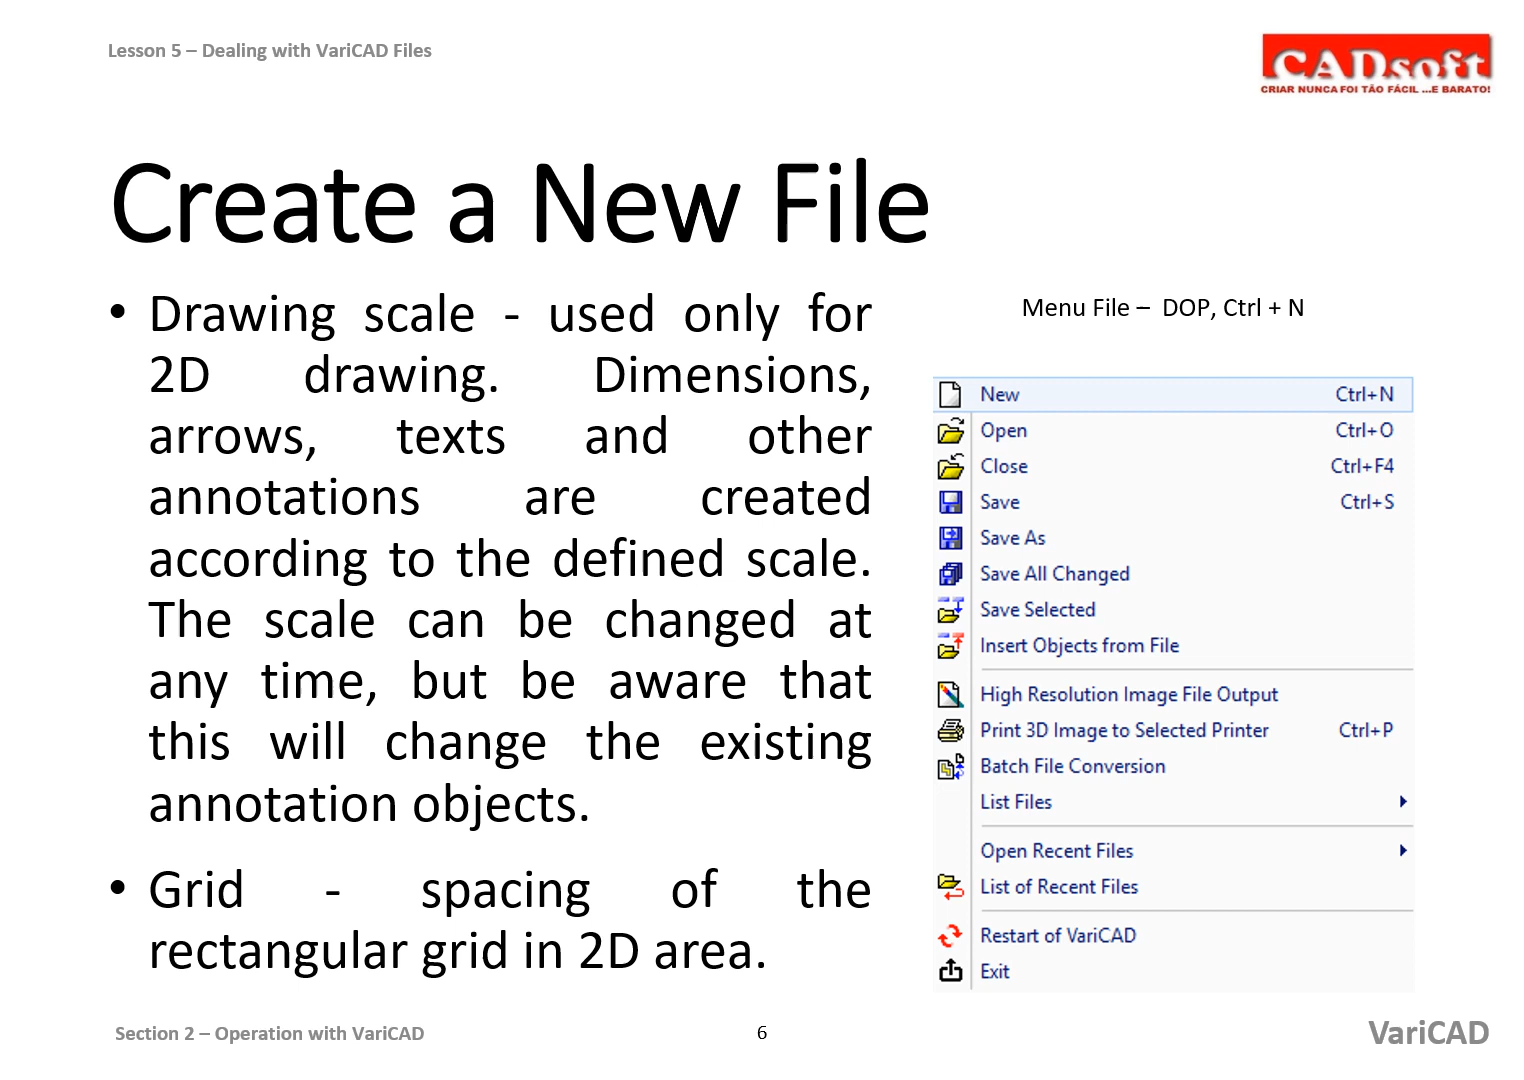 Lesson 5 – Dealing with VariCAD Files
CADsoft
CRIAR NUNCA FOI TÃO FÁCIL ...E BARATO!
Create a New File
• Drawing scale - used only for
2D drawing. Dimensions,
arrows, texts and other
annotations are created
according to the defined scale.
The scale can be changed at
any time, but be aware that
this will change the existing
annotation objects.
• Grid - spacing of the
rectangular grid in 2D area.
Menu File – DOP, Ctrl + N
New Ctrl+N
Open Ctrl+O
Close Ctrl+F4
Save Ctrl+S
Save As
Save All Changed
Save Selected
Insert Objects from File
High Resolution Image File Output
Print 3D Image to Selected Printer Ctrl+P
Batch File Conversion
List Files
Open Recent Files
List of Recent Files
Restart of VariCAD
Exit
Section 2 – Operation with VariCAD
6
VariCAD